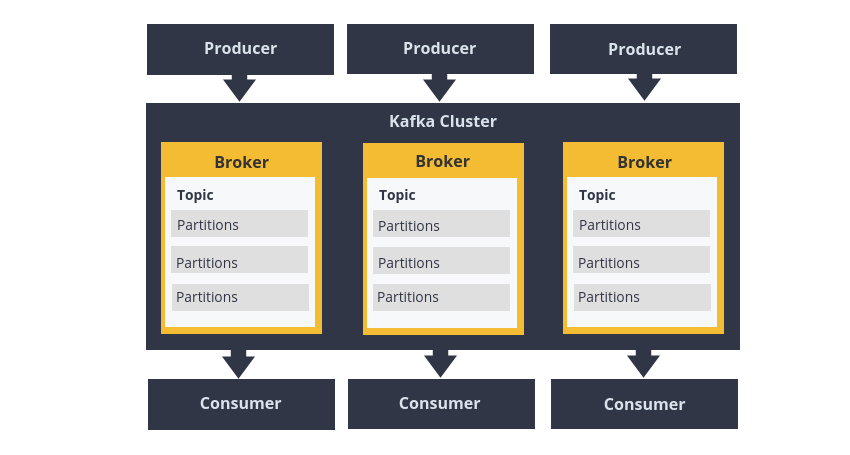 Producer Producer Producer
Kafka Cluster
Broker Broker Broker
Topic Topic Topic
Partitions Partitions Partitions
Partitions Partitions Partitions
Partitions Partitions Partitions
Consumer Consumer Consumer